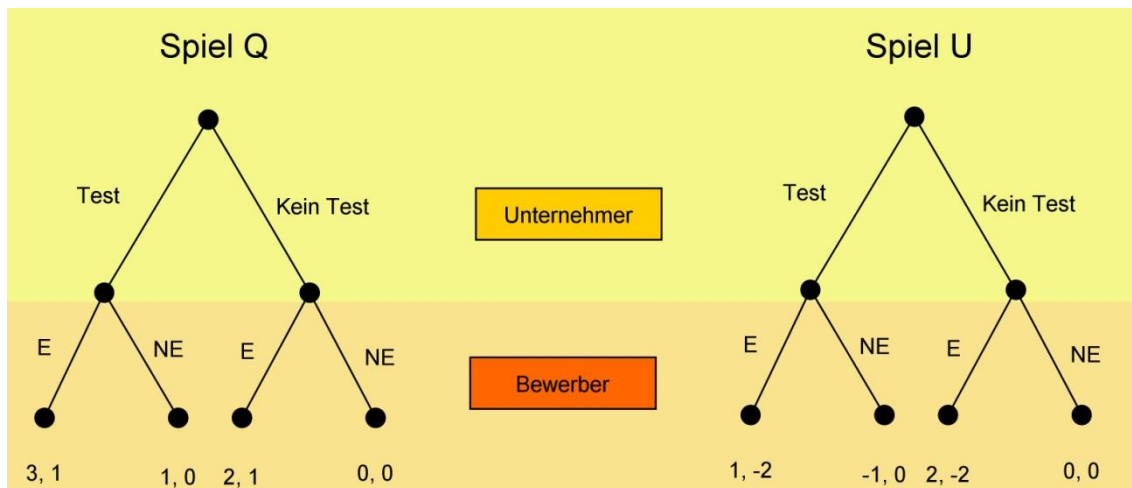 Spiel Q
Spiel U
Test
Kein Test
Unternehmer
Test
Kein Test
E
NE
E
NE
Bewerber
E
NE
E
NE
3, 1
1, 0
2, 1
0, 0
1, -2
-1, 0
2, -2
0, 0